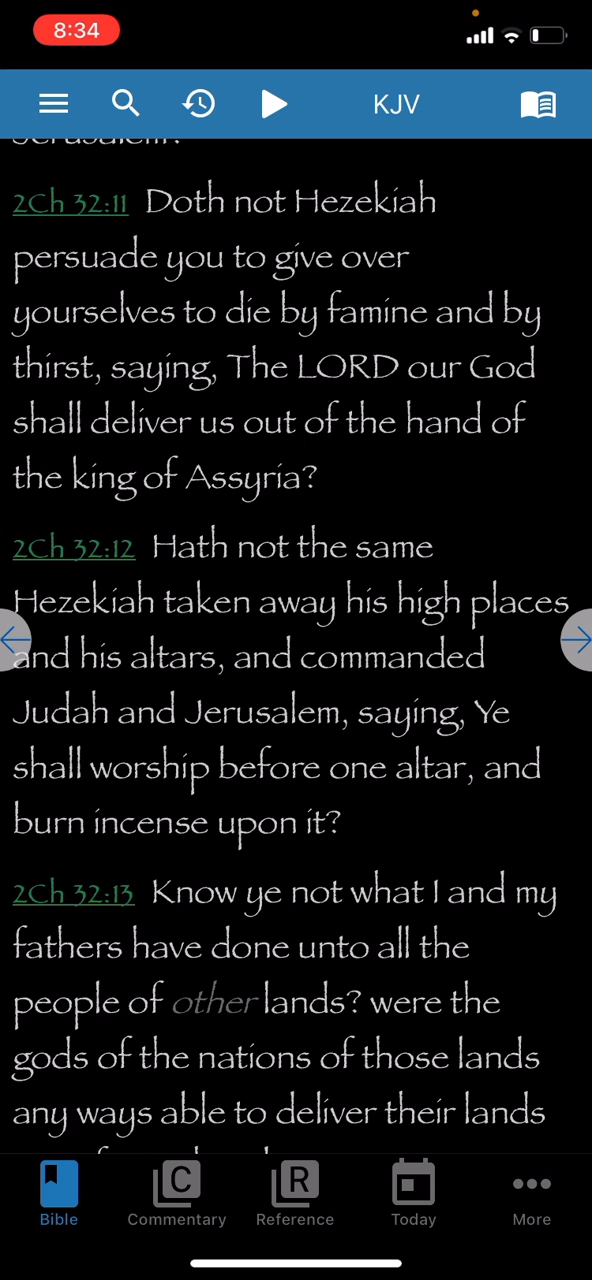 8:34
KJV
2Ch 32:11 Doth not Hezekiah
persuade you to give over
yourselves to die by famine and by
thirst, saying, The LORD our God
shall deliver us out of the hand of
the king of Assyria?
2Ch 32:12 Hath not the same
Hezekiah taken away his high places
and his altars, and commanded
Judah and Jerusalem, saying, Ye
shall worship before one altar, and
burn incense upon it?
2Ch 32:13 Know ye not what I and my
fathers have done unto all the
people of other lands? were the
gods of the nations of those lands
any ways able to deliver their lands
C
R
Bible
Commentary
Reference
Today
More